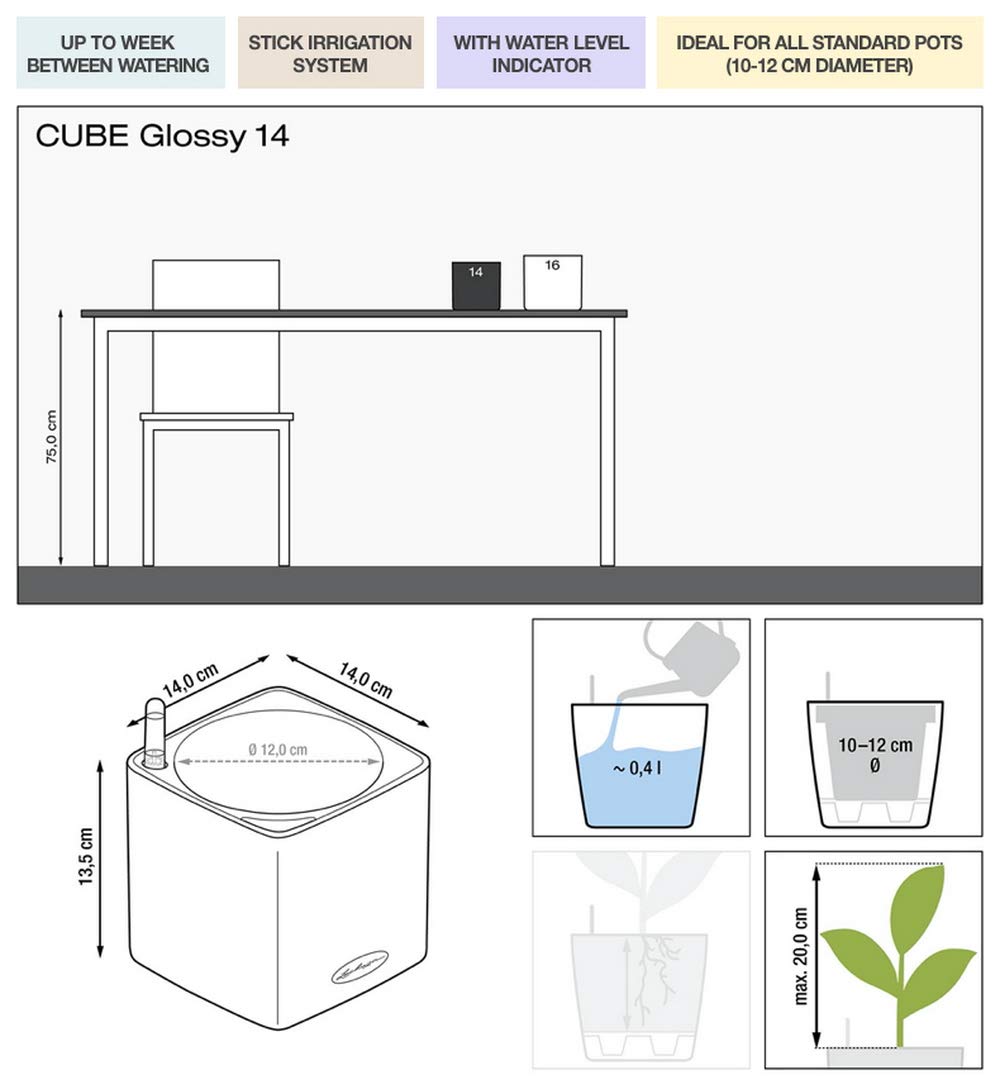 UP TO WEEK
BETWEEN WATERING
STICK IRRIGATION
SYSTEM
WITH WATER LEVEL
INDICATOR
IDEAL FOR ALL STANDARD POTS
(10-12 CM DIAMETER)
CUBE Glossy 14
14
16
75,0 cm
14,0 cm
14,0 cm
Ø 12,0 cm
13,5 cm
Lechuza
~ 0,4 l
10–12 cm
Ø
max. 20,0 cm